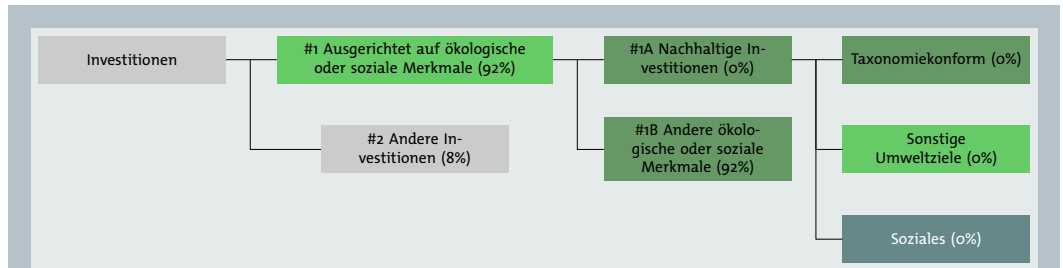 Investitionen
#1 Ausgerichtet auf ökologische
oder soziale Merkmale (92%)
#2 Andere In-
vestitionen (8%)
#1A Nachhaltige In-
vestitionen (0%)
#1B Andere ökolo-
gische oder soziale
Merkmale (92%)
Taxonomiekonform (0%)
Sonstige
Umweltziele (0%)
Soziales (0%)